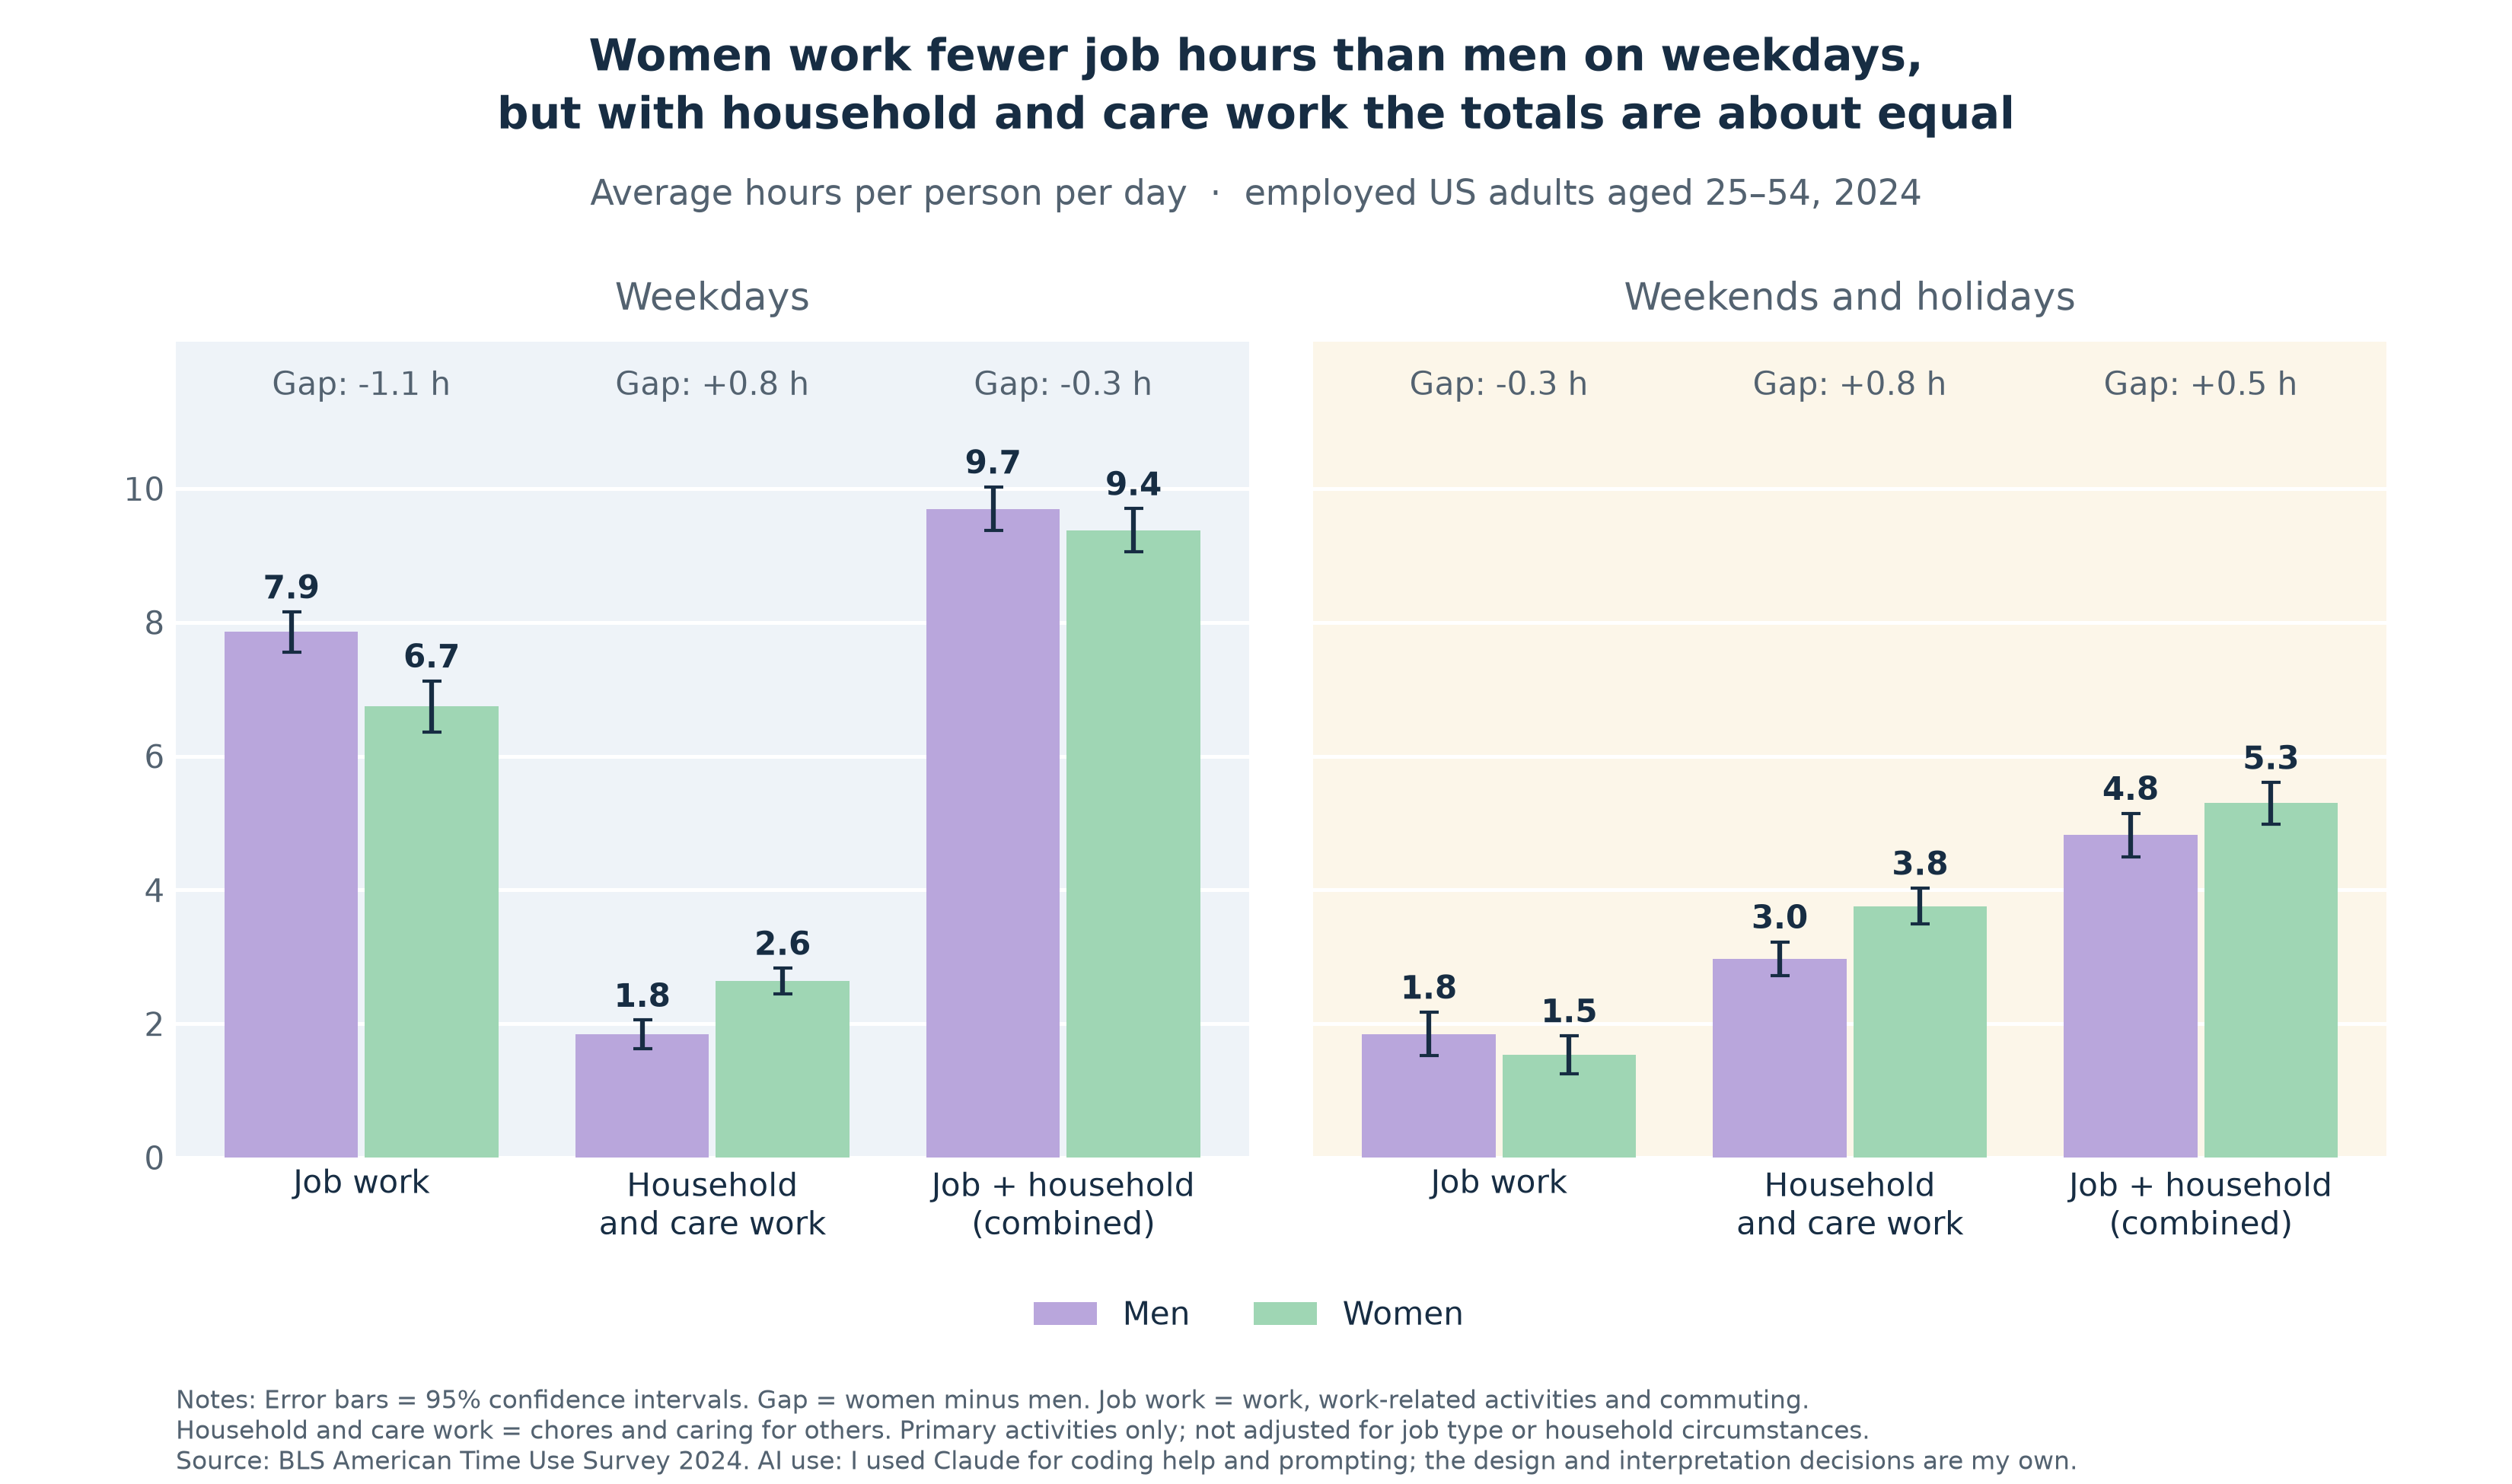 Women work fewer job hours than men on weekdays,
but with household and care work the totals are about equal
Average hours per person per day · employed US adults aged 25–54, 2024
Weekdays
Gap: -1.1 h
Gap: +0.8 h
Gap: -0.3 h
10
8
6
4
2
0
7.9
6.7
1.8
2.6
9.7
9.4
Job work
Household
and care work
Job + household
(combined)
Weekends and holidays
Gap: -0.3 h
Gap: +0.8 h
Gap: +0.5 h
1.8
1.5
3.0
3.8
4.8
5.3
Job work
Household
and care work
Job + household
(combined)
Men
Women
Notes: Error bars = 95% confidence intervals. Gap = women minus men. Job work = work, work-related activities and commuting.
Household and care work = chores and caring for others. Primary activities only; not adjusted for job type or household circumstances.
Source: BLS American Time Use Survey 2024. AI use: I used Claude for coding help and prompting; the design and interpretation decisions are my own.